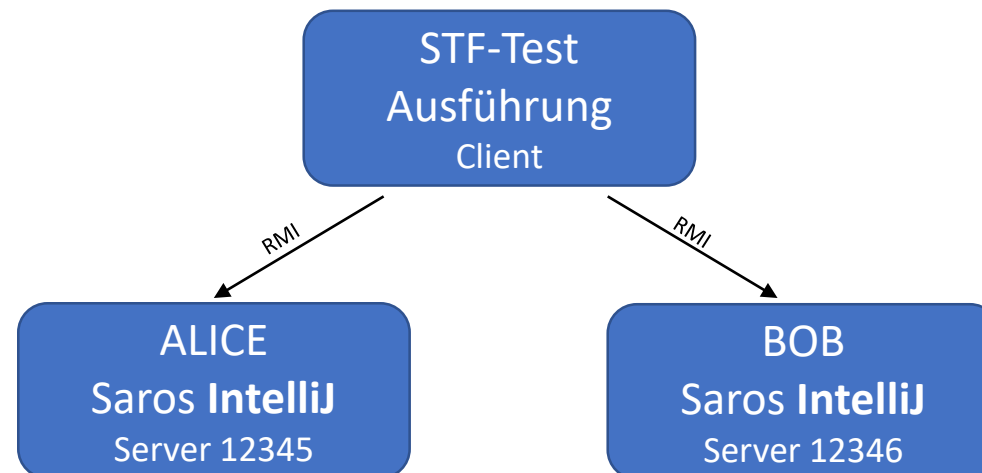 STF-Test
Ausführung
Client
RMI
RMI
ALICE
Saros IntelliJ
Server 12345
BOB
Saros IntelliJ
Server 12346